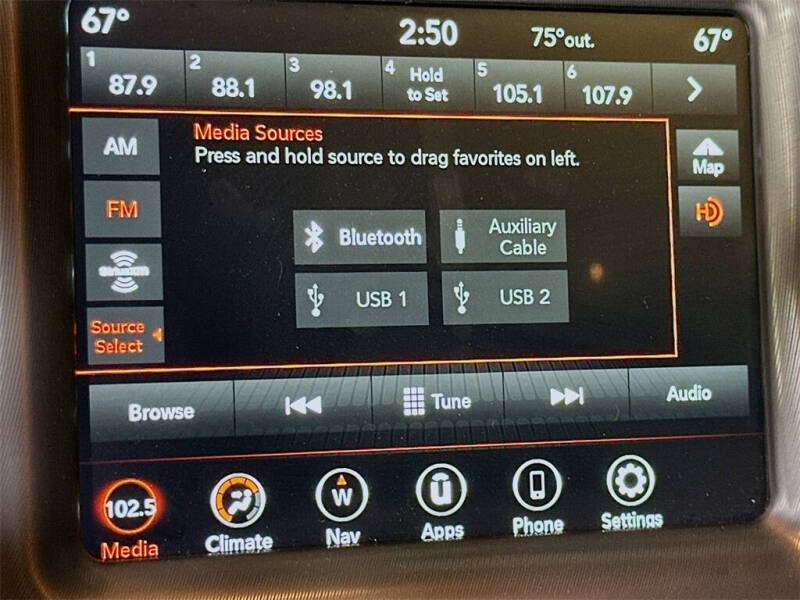 67° 2:50 75°out. 67°
1 87.9 2 88.1 3 98.1 4 Hold to Set 5 105.1 6 107.9
AM
Media Sources
Press and hold source to drag favorites on left.
Map
FM
HD
Bluetooth
Auxiliary
Cable
SiriusXM
USB 1
USB 2
Source
Select
Browse Tune Audio
102.5 W u
Media Climate Nav Apps Phone Settings